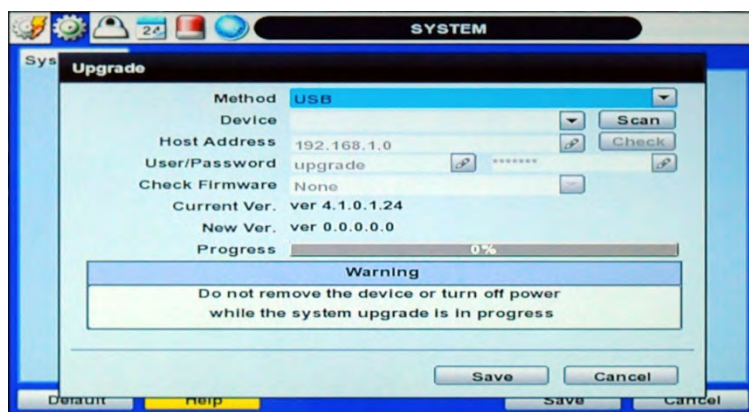 24
SYSTEM
Sys
Upgrade
Method USB
Device Scan
Host Address 192.168.1.0 Check
User/Password upgrade *******
Check Firmware None
Current Ver. ver 4.1.0.1.24
New Ver. ver 0.0.0.0.0
Progress 0%
Warning
Do not remove the device or turn off power
while the system upgrade is in progress
Save Cancel
Default Help Save Cancel